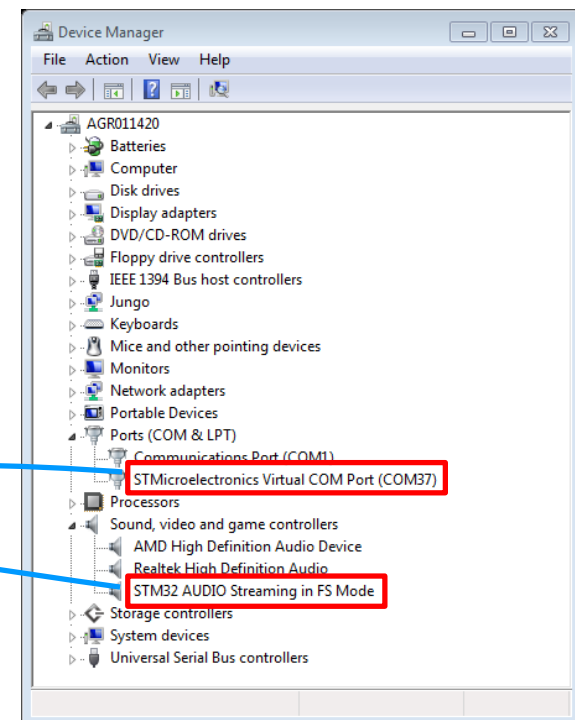 Device Manager
File Action View Help
AGR011420
Batteries
Computer
Disk drives
Display adapters
DVD/CD-ROM drives
Floppy drive controllers
IEEE 1394 Bus host controllers
Jungo
Keyboards
Mice and other pointing devices
Monitors
Network adapters
Portable Devices
Ports (COM & LPT)
Communications Port (COM1)
STMicroelectronics Virtual COM Port (COM37)
Processors
Sound, video and game controllers
AMD High Definition Audio Device
Realtek High Definition Audio
STM32 AUDIO Streaming in FS Mode
Storage controllers
System devices
Universal Serial Bus controllers